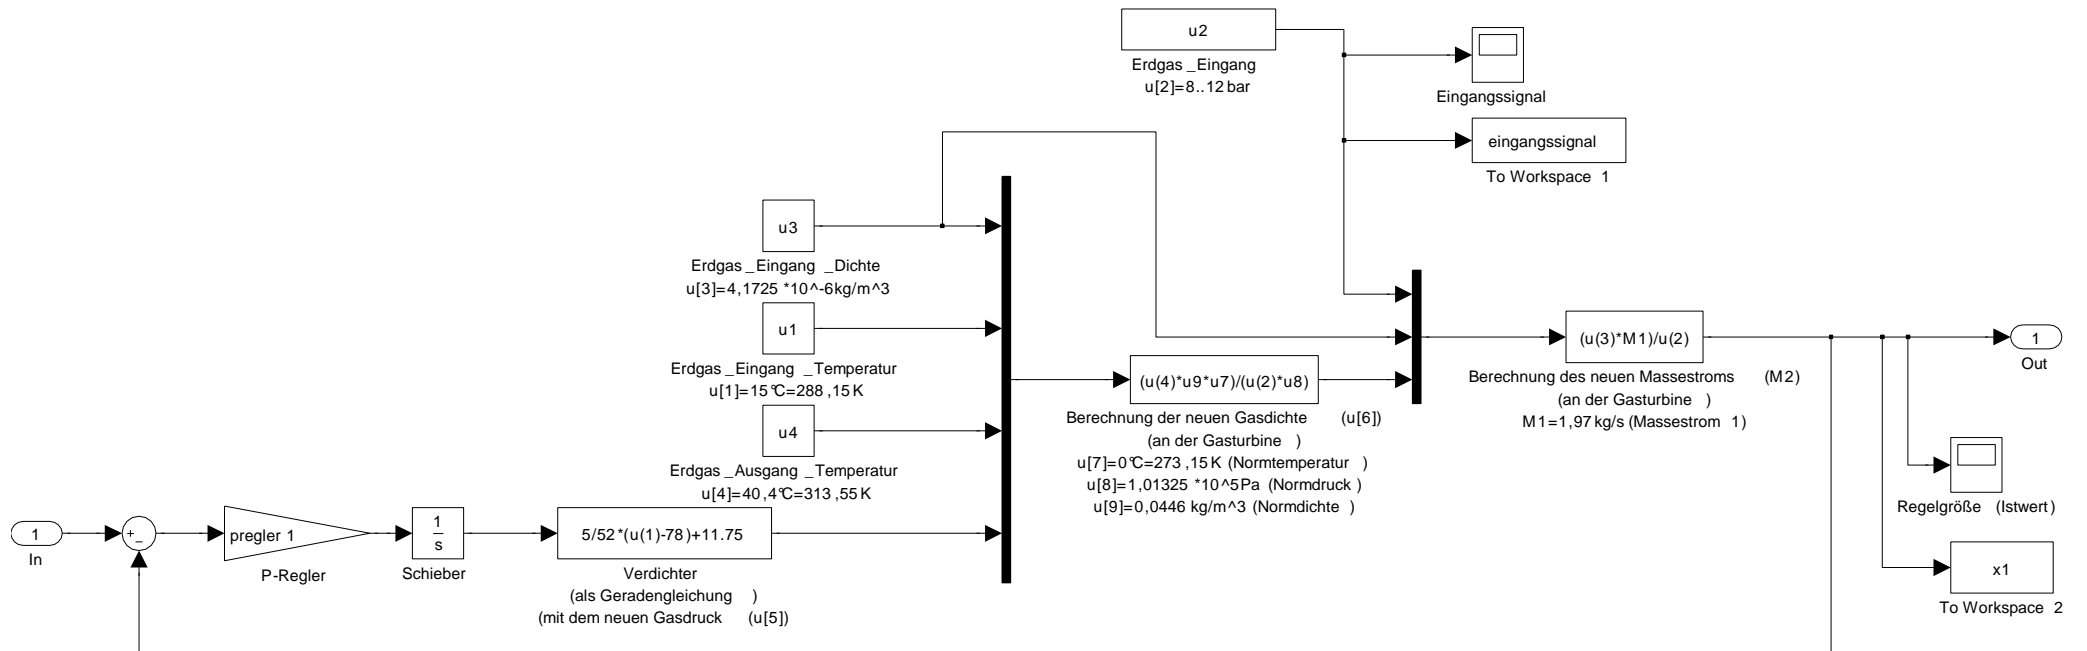 u2
Erdgas _Eingang
u[2]=8..12 bar
Eingangssignal
eingangssignal
To Workspace 1
u3
Erdgas _Eingang _Dichte
u[3]=4,1725 *10^-6kg/m^3
u1
Erdgas _Eingang _Temperatur
u[1]=15°C=288 ,15 K
u4
Erdgas _Ausgang _Temperatur
u[4]=40,4°C=313 ,55 K
(u(4)*u9*u7)/(u(2)*u8)
Berechnung der neuen Gasdichte (u[6])
(an der Gasturbine )
u[7]=0°C=273 ,15 K (Normtemperatur )
u[8]=1,01325 *10^5Pa (Normdruck )
u[9]=0,0446 kg/m^3 (Normdichte )
(u(3)*M1)/u(2)
Berechnung des neuen Massestroms (M2)
(an der Gasturbine )
M1=1,97 kg/s (Massestrom 1)
1
Out
Regelgröße (Istwert)
x1
To Workspace 2
1
In
+
−
pregler 1
P-Regler
1
s
Schieber
5/52*(u(1)-78)+11.75
Verdichter
(als Geradengleichung )
(mit dem neuen Gasdruck (u[5])